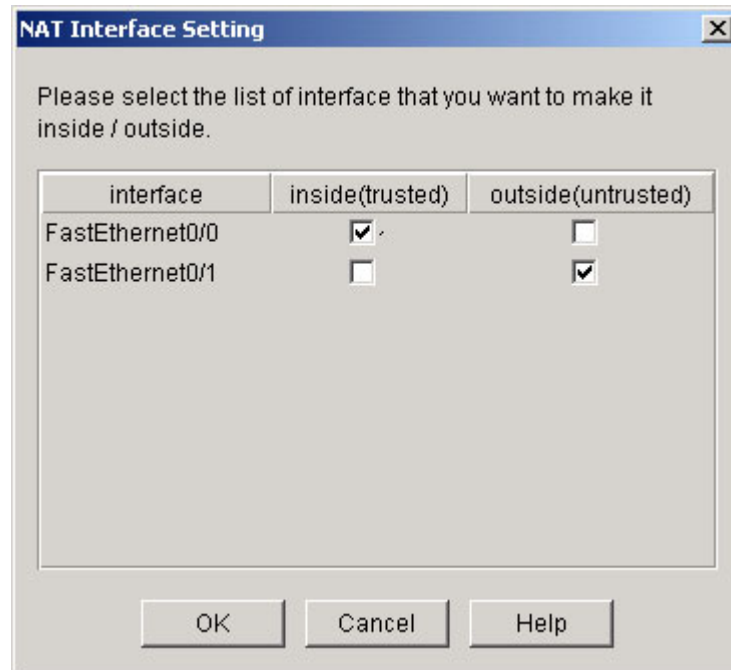 NAT Interface Setting
Please select the list of interface that you want to make it
inside / outside.
interface inside(trusted) outside(untrusted)
FastEthernet0/0
FastEthernet0/1
OK Cancel Help